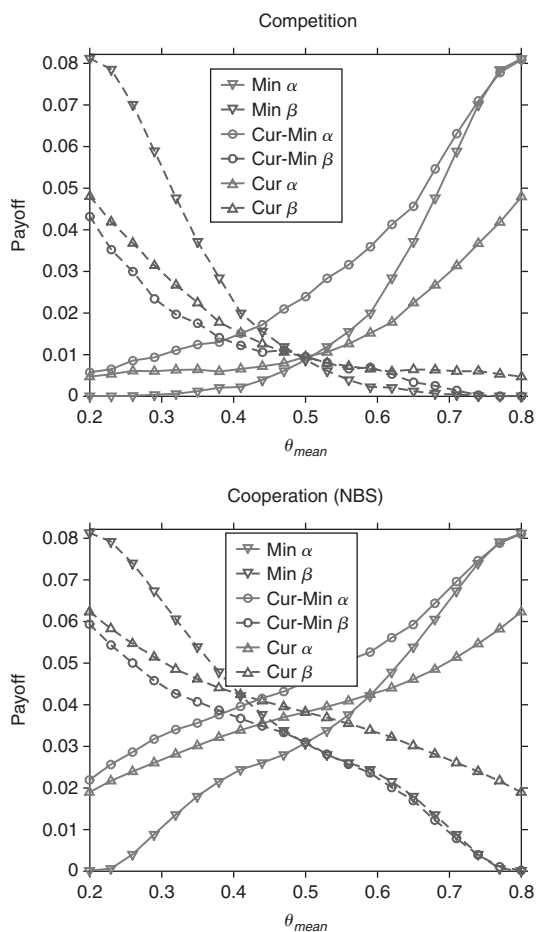 Competition
0.08
0.07
0.06
0.05
0.04
0.03
0.02
0.01
0
Payoff
Min α
Min β
Cur-Min α
Cur-Min β
Cur α
Cur β
0.2 0.3 0.4 0.5 0.6 0.7 0.8
θmean
Cooperation (NBS)
0.08
0.07
0.06
0.05
0.04
0.03
0.02
0.01
0
Payoff
Min α
Min β
Cur-Min α
Cur-Min β
Cur α
Cur β
0.2 0.3 0.4 0.5 0.6 0.7 0.8
θmean